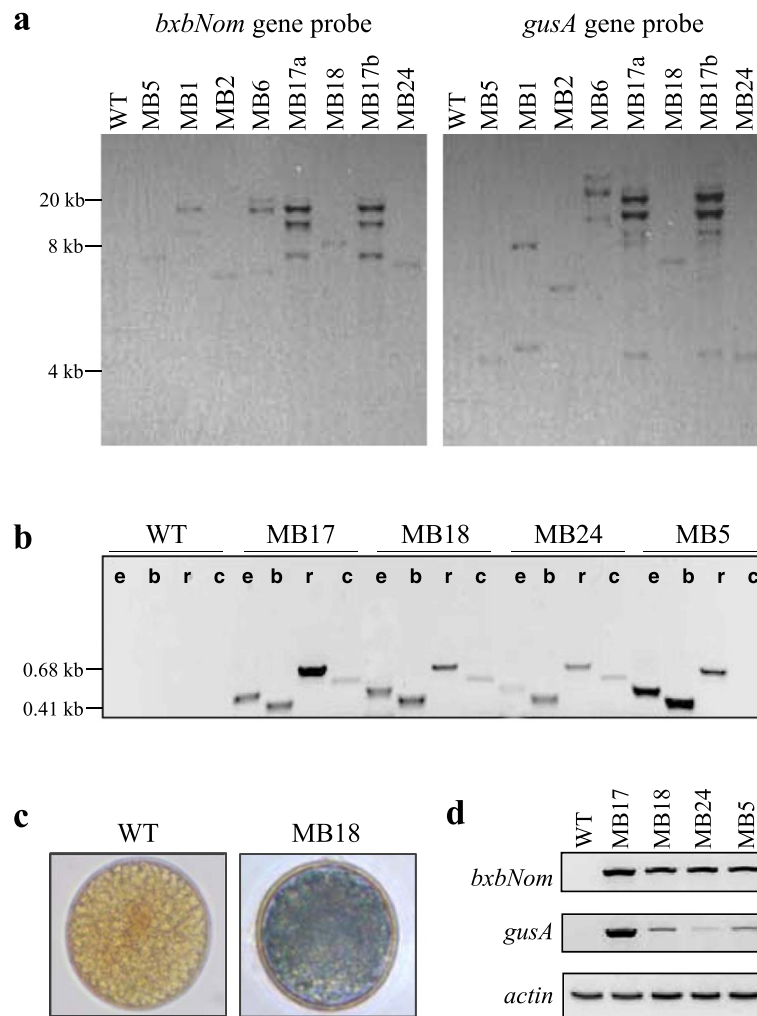 a
bxbNom gene probe
gusA gene probe
WT MB5 MB1 MB2 MB6 MB17a MB18 MB17b MB24
WT MB5 MB1 MB2 MB6 MB17a MB18 MB17b MB24
20 kb
8 kb
4 kb
b
WT MB17 MB18 MB24 MB5
e b r c e b r c e b r c e b r c e b r c
0.68 kb
0.41 kb
c
WT
MB18
d
WT MB17 MB18 MB24 MB5
bxbNom
gusA
actin